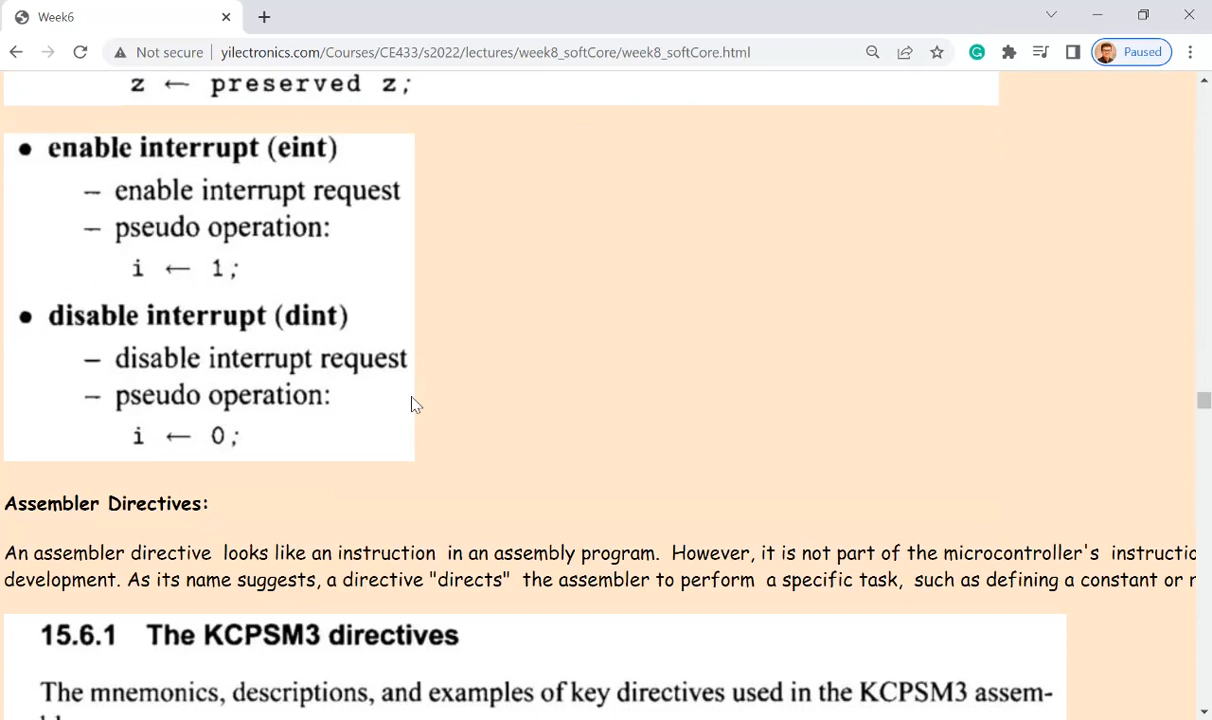 Week6
Not secure yilectronics.com/Courses/CE433/s2022/lectures/week8_softCore/week8_softCore.html Paused
z ← preserved z;
• enable interrupt (eint)
– enable interrupt request
– pseudo operation:
i ← 1;
• disable interrupt (dint)
– disable interrupt request
– pseudo operation:
i ← 0;
Assembler Directives:
An assembler directive looks like an instruction in an assembly program. However, it is not part of the microcontroller's
development. As its name suggests, a directive "directs" the assembler to perform a specific task, such as defining a constant or
15.6.1 The KCPSM3 directives
The mnemonics, descriptions, and examples of key directives used in the KCPSM3 assem-